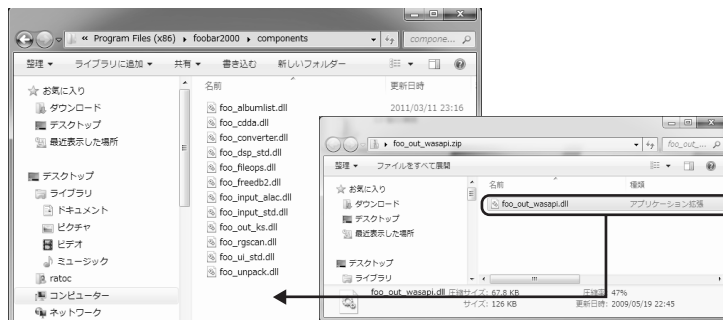 « Program Files (x86) ▸ foobar2000 ▸ components
compone...
整理 ▾ ライブラリに追加 ▾ 共有 ▾ 書き込む 新しいフォルダー
お気に入り
ダウンロード
デスクトップ
最近表示した場所
デスクトップ
ライブラリ
ドキュメント
ピクチャ
ビデオ
ミュージック
ratoc
コンピューター
ネットワーク
名前 更新日時
foo_albumlist.dll 2011/03/11 23:16
foo_cdda.dll
foo_converter.dll
foo_dsp_std.dll
foo_fileops.dll
foo_freedb2.dll
foo_input_alac.dll
foo_input_std.dll
foo_out_ks.dll
foo_rgscan.dll
foo_ui_std.dll
foo_unpack.dll
▸ foo_out_wasapi.zip
foo_out_...
整理 ▾ ファイルをすべて展開
お気に入り
ダウンロード
デスクトップ
最近表示した場所
デスクトップ
ライブラリ
名前 種類
foo_out_wasapi.dll アプリケーション拡張
foo_out_wasapi.dll 圧縮サイズ: 67.8 KB 圧縮率: 47%
サイズ: 126 KB 更新日時: 2009/05/19 22:45